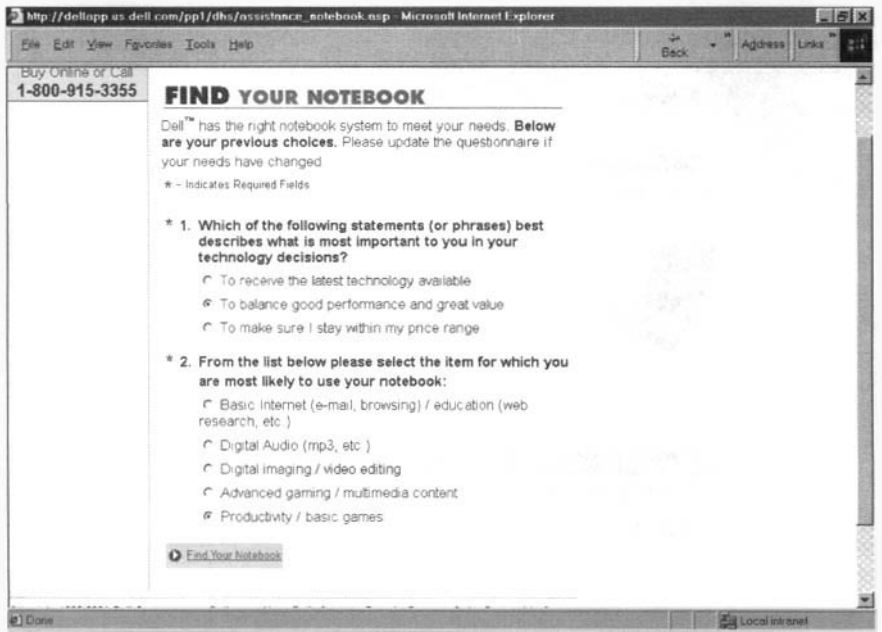 http://dellapp.us.dell.com/pp1/dhs/assistance_notebook.asp - Microsoft Internet Explorer
File Edit View Favorites Tools Help
Back Address Links
Buy Online or Call
1-800-915-3355
FIND YOUR NOTEBOOK
Dell™ has the right notebook system to meet your needs. Below
are your previous choices. Please update the questionnaire if
your needs have changed
* - Indicates Required Fields
* 1. Which of the following statements (or phrases) best
describes what is most important to you in your
technology decisions?
To receive the latest technology available
To balance good performance and great value
To make sure I stay within my price range
* 2. From the list below please select the item for which you
are most likely to use your notebook:
Basic Internet (e-mail, browsing) / education (web
research, etc.)
Digital Audio (mp3, etc.)
Digital imaging / video editing
Advanced gaming / multimedia content
Productivity / basic games
Find Your Notebook
Done Local intranet